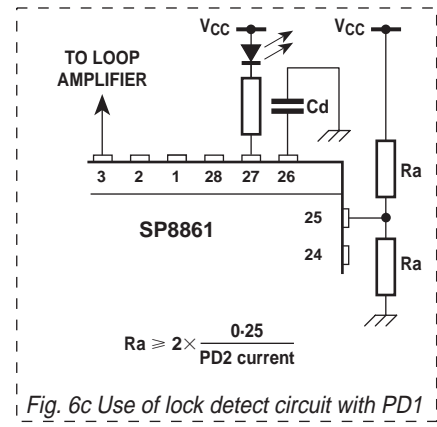 VCC
VCC
TO LOOP
AMPLIFIER
Cd
3 2 1 28 27 26
Ra
25
SP8861
24
Ra
Ra ⩾ 2× 0·25
PD2 current
Fig. 6c Use of lock detect circuit with PD1